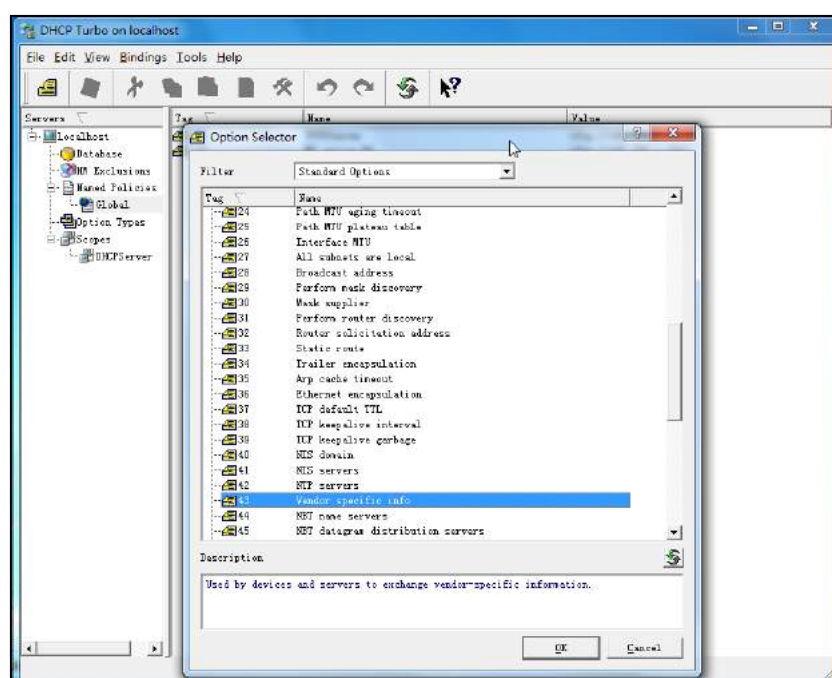 DHCP Turbo on localhost
File Edit View Bindings Tools Help
Servers
Tag Name Value
localhost
Database
HW Exclusions
Named Policies
Global
Option Types
Scopes
DHCPServer
Option Selector
Filter Standard Options
Tag Name
24 Path MTU aging timeout
25 Path MTU plateau table
26 Interface MTU
27 All subnets are local
28 Broadcast address
29 Perform mask discovery
30 Mask supplier
31 Perform router discovery
32 Router solicitation address
33 Static route
34 Trailer encapsulation
35 Arp cache timeout
36 Ethernet encapsulation
37 TCP default TTL
38 TCP keepalive interval
39 TCP keepalive garbage
40 NIS domain
41 NIS servers
42 NTP servers
43 Vendor specific info
44 NBT name servers
45 NBT datagram distribution servers
Description
Used by devices and servers to exchange vendor-specific information.
OK Cancel